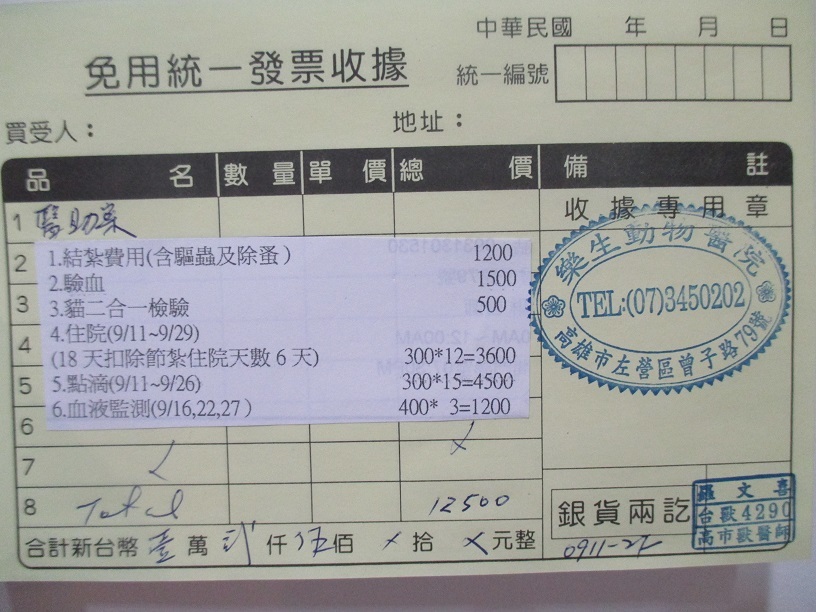 中華民國 年 月 日
免用統一發票收據
統一編號
買受人：
地址：
品名 數量 單價 總價 備註
收據專用章
1 醫助案
2
3
4
5
6
7
8 Total 12500
1.結紮費用(含驅蟲及除蚤) 1200
2.驗血 1500
3.貓二合一檢驗 500
4.住院(9/11~9/29)
(18 天扣除節紮住院天數 6 天) 300*12=3600
5.點滴(9/11~9/26) 300*15=4500
6.血液監測(9/16,22,27) 400* 3=1200
樂生動物醫院
TEL:(07)3450202
高雄市左營區曾子路79號
銀貨兩訖
羅文喜
台獸4290
高市獸醫師
合計新台幣 壹 萬 貳 仟 伍 佰 × 拾 × 元整